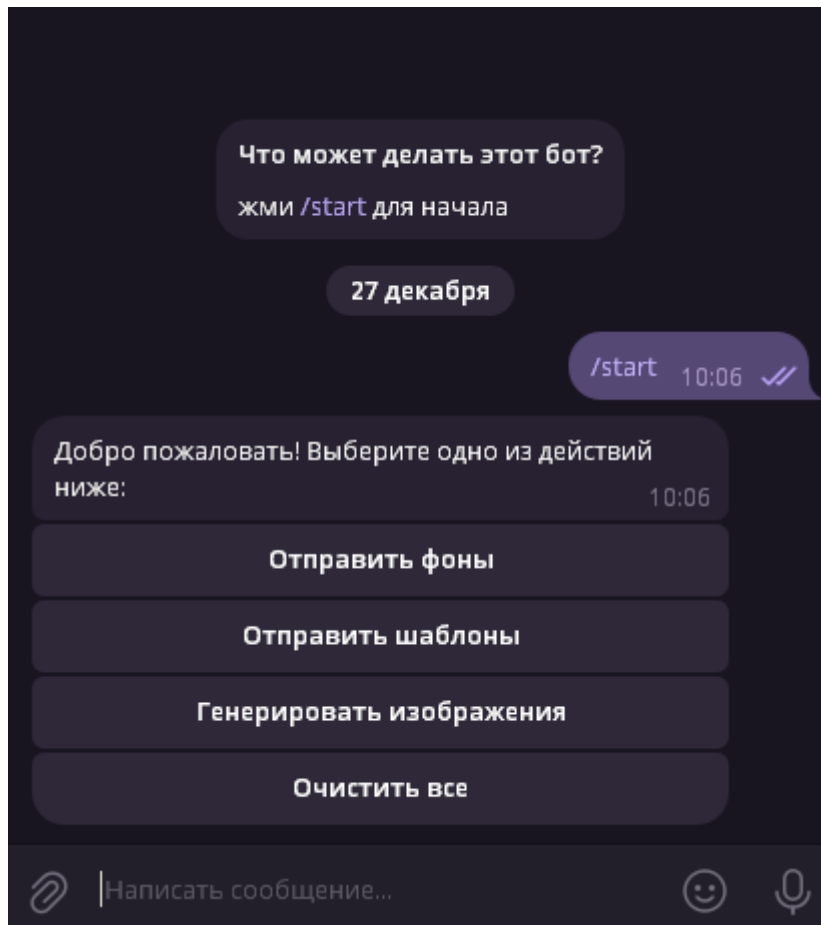 Что может делать этот бот?
жми /start для начала
27 декабря
/start 10:06
Добро пожаловать! Выберите одно из действий
ниже: 10:06
Отправить фоны
Отправить шаблоны
Генерировать изображения
Очистить все
Написать сообщение...